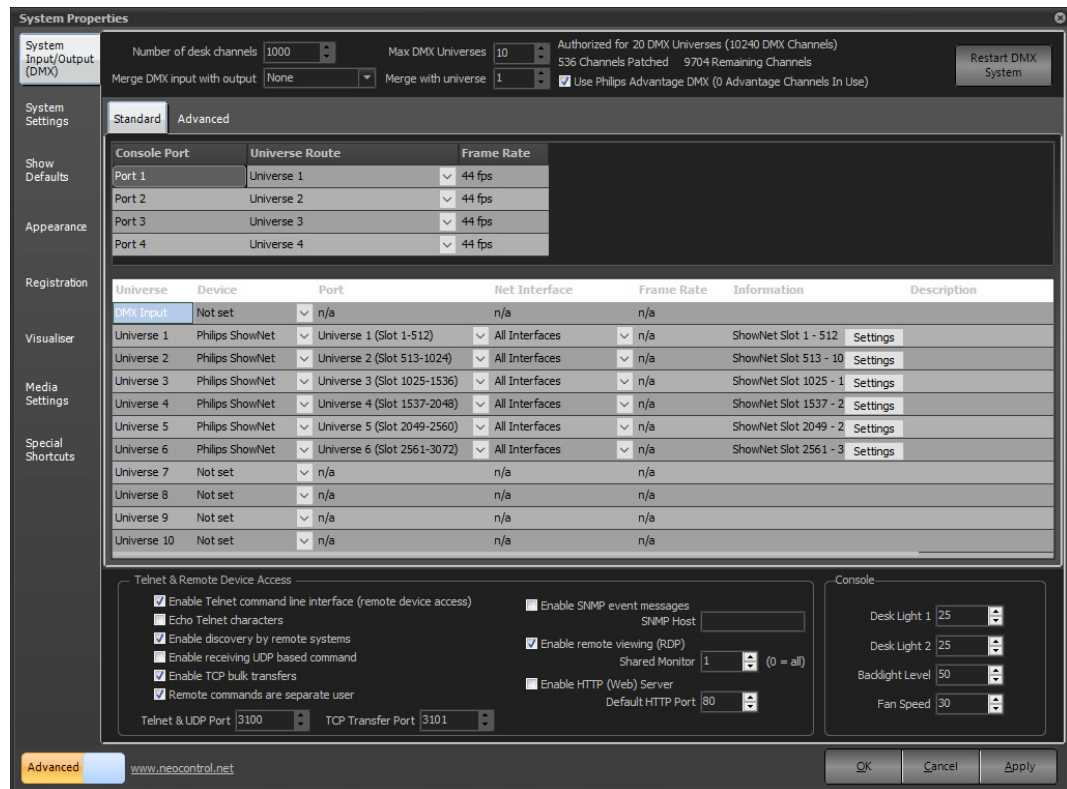 System Properties
System Input/Output (DMX)
System Settings
Show Defaults
Appearance
Registration
Visualiser
Media Settings
Special Shortcuts
Number of desk channels 1000 Max DMX Universes 10
Merge DMX input with output None Merge with universe 1
Authorized for 20 DMX Universes (10240 DMX Channels)
536 Channels Patched 9704 Remaining Channels
Use Philips Advantage DMX (0 Advantage Channels In Use)
Restart DMX System
Standard Advanced
Console Port Universe Route Frame Rate
Port 1 Universe 1 44 fps
Port 2 Universe 2 44 fps
Port 3 Universe 3 44 fps
Port 4 Universe 4 44 fps
Universe Device Port Net Interface Frame Rate Information Description
DMX Input Not set n/a n/a n/a
Universe 1 Philips ShowNet Universe 1 (Slot 1-512) All Interfaces n/a ShowNet Slot 1 - 512 Settings
Universe 2 Philips ShowNet Universe 2 (Slot 513-1024) All Interfaces n/a ShowNet Slot 513 - 10 Settings
Universe 3 Philips ShowNet Universe 3 (Slot 1025-1536) All Interfaces n/a ShowNet Slot 1025 - 1 Settings
Universe 4 Philips ShowNet Universe 4 (Slot 1537-2048) All Interfaces n/a ShowNet Slot 1537 - 2 Settings
Universe 5 Philips ShowNet Universe 5 (Slot 2049-2560) All Interfaces n/a ShowNet Slot 2049 - 2 Settings
Universe 6 Philips ShowNet Universe 6 (Slot 2561-3072) All Interfaces n/a ShowNet Slot 2561 - 3 Settings
Universe 7 Not set n/a n/a n/a
Universe 8 Not set n/a n/a n/a
Universe 9 Not set n/a n/a n/a
Universe 10 Not set n/a n/a n/a
Telnet & Remote Device Access
Enable Telnet command line interface (remote device access)
Echo Telnet characters
Enable discovery by remote systems
Enable receiving UDP based command
Enable TCP bulk transfers
Remote commands are separate user
Telnet & UDP Port 3100 TCP Transfer Port 3101
Enable SNMP event messages
SNMP Host
Enable remote viewing (RDP)
Shared Monitor 1 (0 = all)
Enable HTTP (Web) Server
Default HTTP Port 80
Console
Desk Light 1 25
Desk Light 2 25
Backlight Level 50
Fan Speed 30
Advanced www.neocontrol.net
OK Cancel Apply